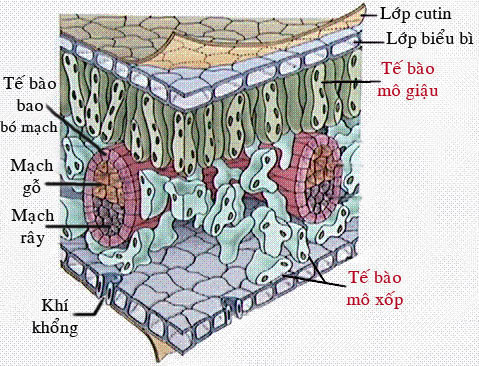 Lớp cutin
Lớp biểu bì
Tế bào
mô giậu
Tế bào
bao
bó mạch
Mạch
gỗ
Mạch
rây
Khí
khổng
Tế bào
mô xốp